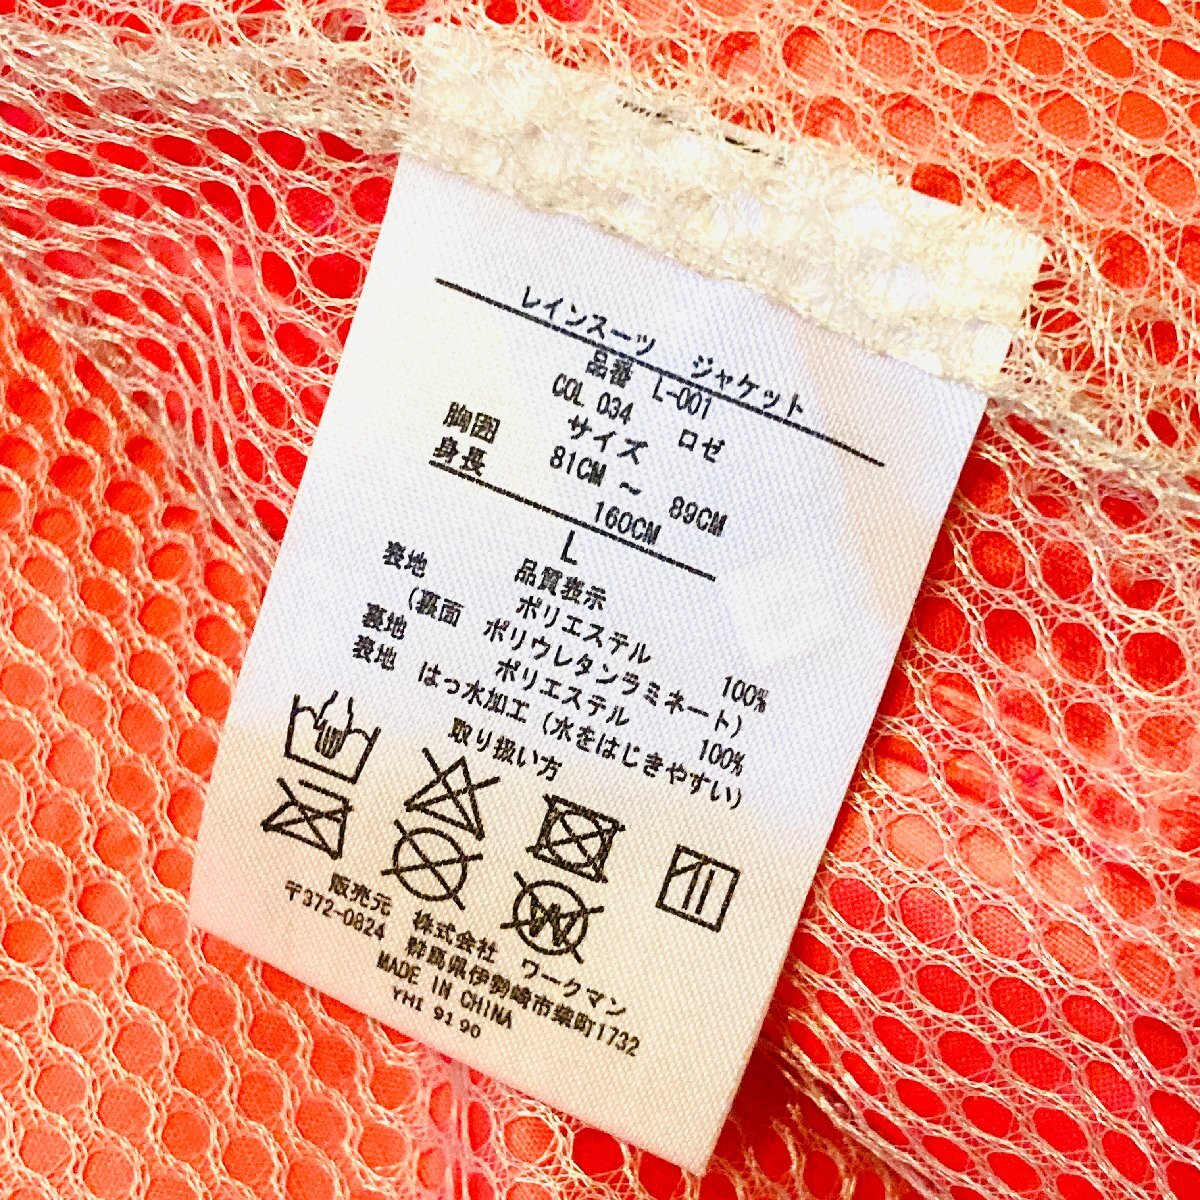 レインスーツ ジャケット
品番 L-001
COL 034 ロゼ
サイズ
胸囲 81CM ～ 89CM
身長 160CM
L
品質表示
表地 ポリエステル 100%
(裏面 ポリウレタンラミネート)
裏地 ポリエステル 100%
表地 はっ水加工(水をはじきやすい)
取り扱い方
販売元 株式会社 ワークマン
〒372-0824 群馬県伊勢崎市柴町1732
MADE IN CHINA
YHI 9190